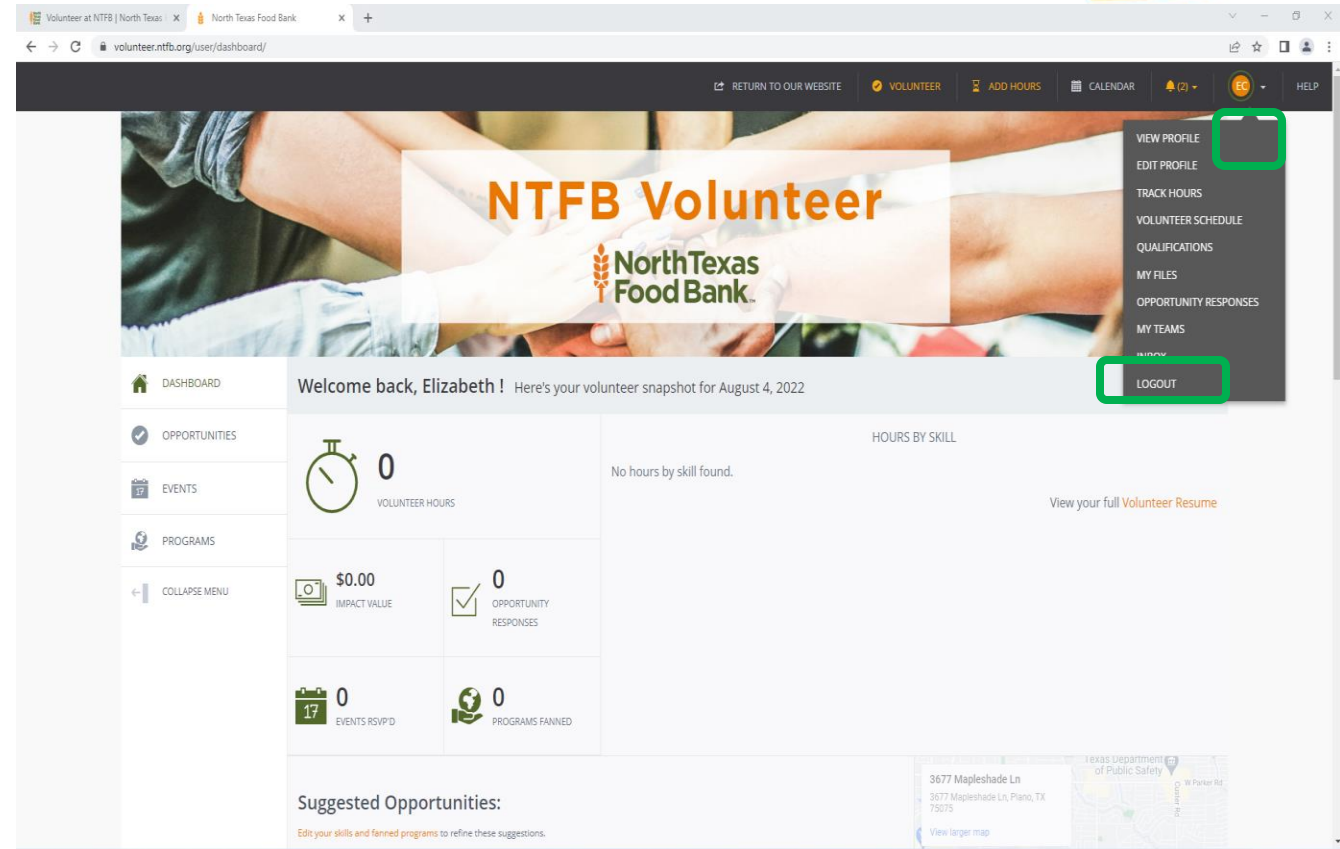 Volunteer at NTFB | North Texas
North Texas Food Bank
volunteer.ntfb.org/user/dashboard/
RETURN TO OUR WEBSITE
VOLUNTEER
ADD HOURS
CALENDAR
(2)
EC
HELP
VIEW PROFILE
EDIT PROFILE
TRACK HOURS
VOLUNTEER SCHEDULE
QUALIFICATIONS
MY FILES
OPPORTUNITY RESPONSES
MY TEAMS
INBOX
LOGOUT
NTFB Volunteer
North Texas
Food Bank
DASHBOARD
OPPORTUNITIES
17
EVENTS
PROGRAMS
COLLAPSE MENU
Welcome back, Elizabeth ! Here's your volunteer snapshot for August 4, 2022
0
VOLUNTEER HOURS
HOURS BY SKILL
No hours by skill found.
View your full Volunteer Resume
$0.00
IMPACT VALUE
0
OPPORTUNITY
RESPONSES
17
0
EVENTS RSVP'D
0
PROGRAMS FANNED
Suggested Opportunities:
Edit your skills and fanned programs to refine these suggestions.
3677 Mapleshade Ln
3677 Mapleshade Ln, Plano, TX
75075
View larger map
Texas Department
of Public Safety
W Parker Rd
Custer Rd